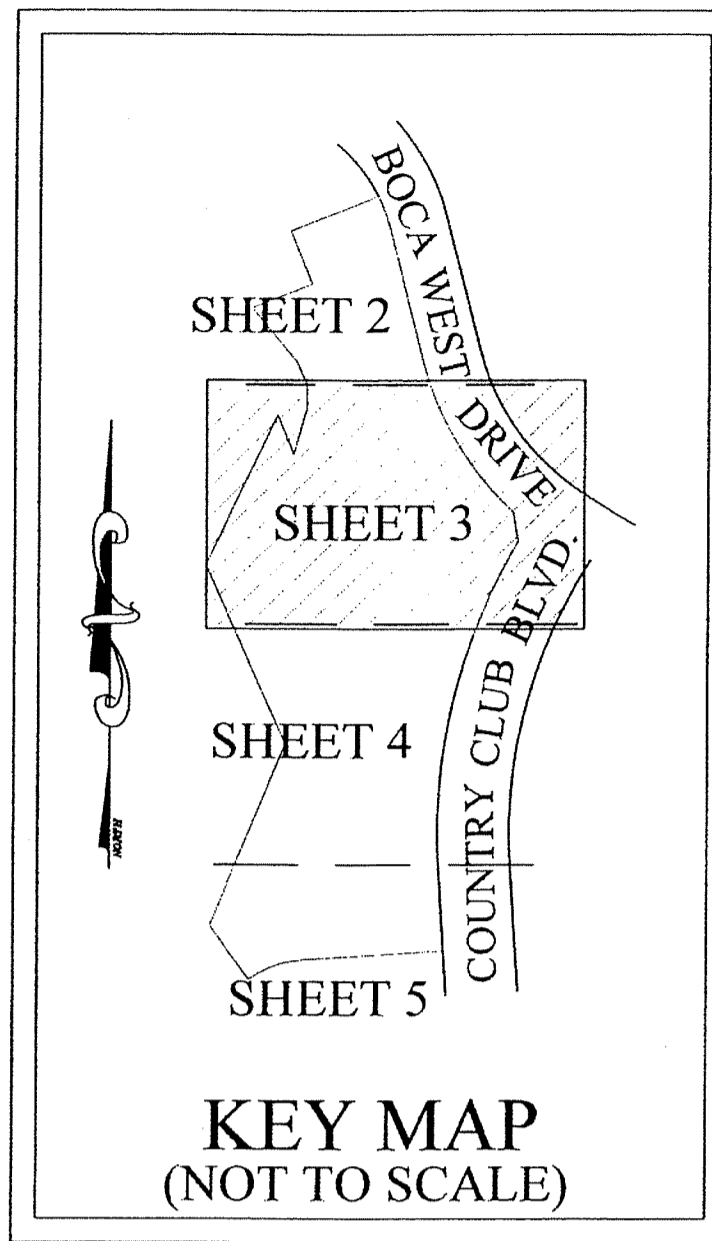 BOCA WEST DRIVE
SHEET 2
SHEET 3
COUNTRY CLUB BLVD.
SHEET 4
SHEET 5
KEY MAP
(NOT TO SCALE)